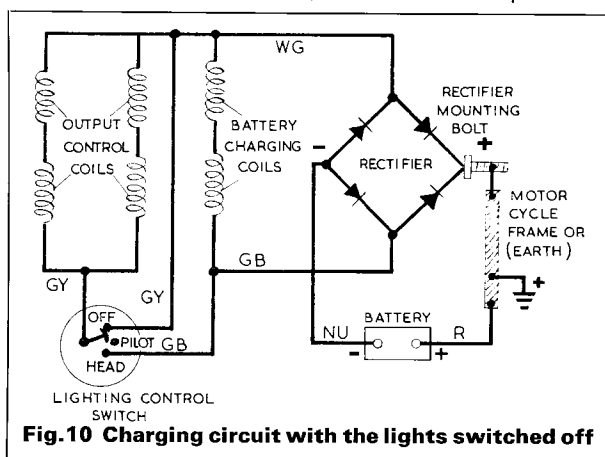 WG
RECTIFIER
MOUNTING
BOLT
OUTPUT
CONTROL
COILS
BATTERY
CHARGING
COILS
-
RECTIFIER
+
MOTOR
CYCLE
FRAME OR
(EARTH)
+
GY
GY
GB
OFF
PILOT
GB
HEAD
NU
BATTERY
R
-
+
LIGHTING CONTROL
SWITCH
Fig.10 Charging circuit with the lights switched off